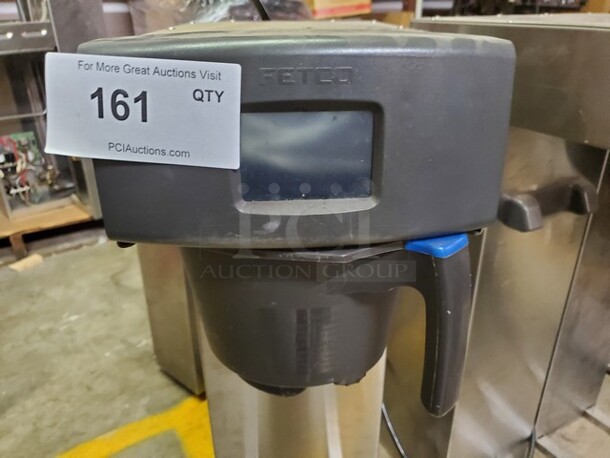 For More Great Auctions Visit
161 QTY
PCIAuctions.com
FETCO
PCI
AUCTION GROUP